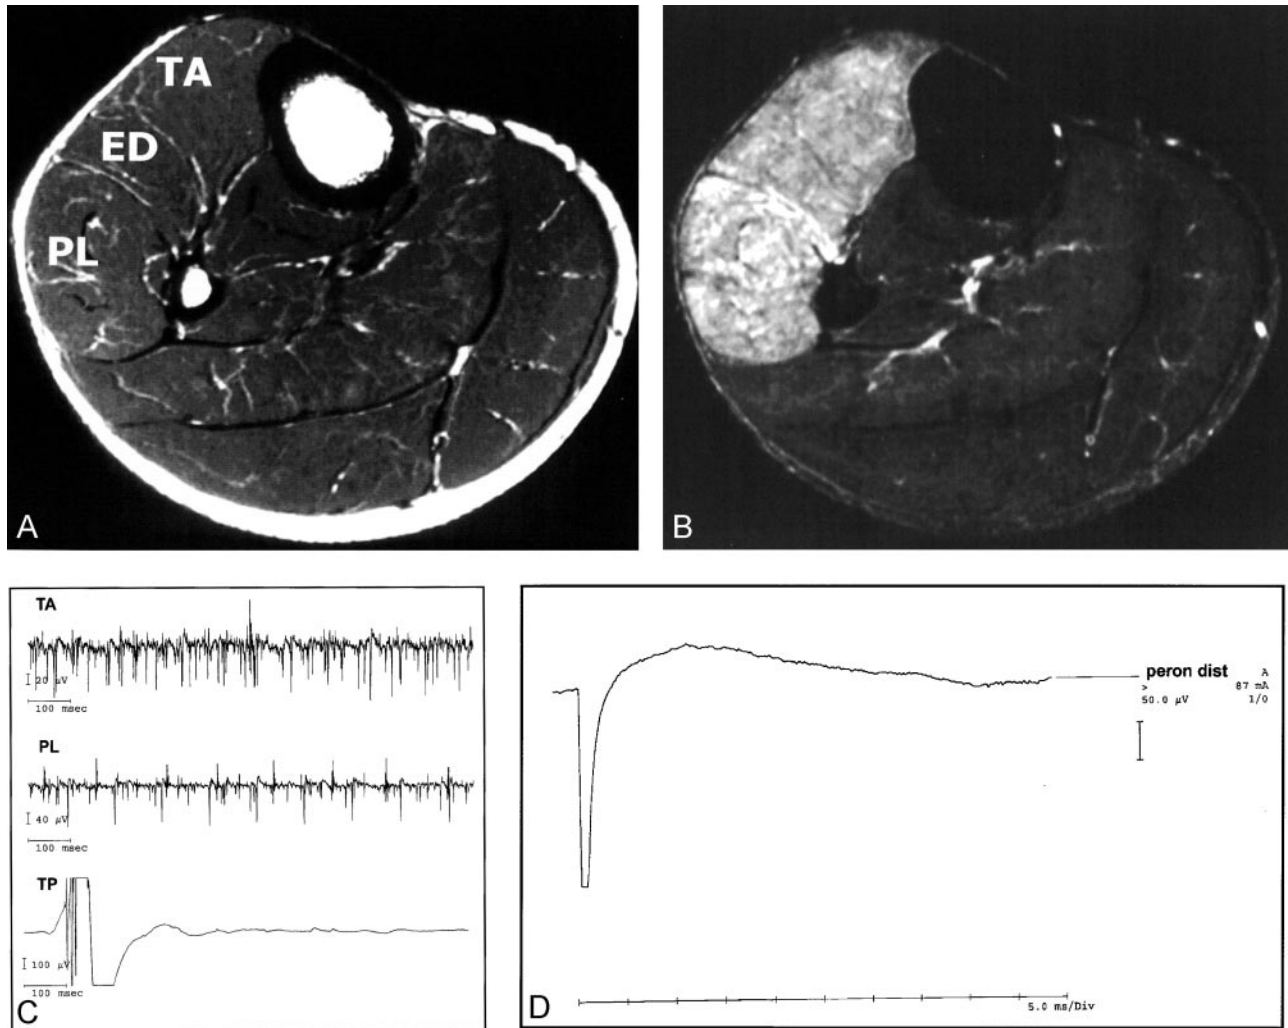 TA
ED
PL
A
B
TA
20 µV
100 msec
PL
40 µV
100 msec
TP
100 µV
100 msec
C
peron dist
A
>
87 mA
50.0 µV
1/0
5.0 ms/Div
D